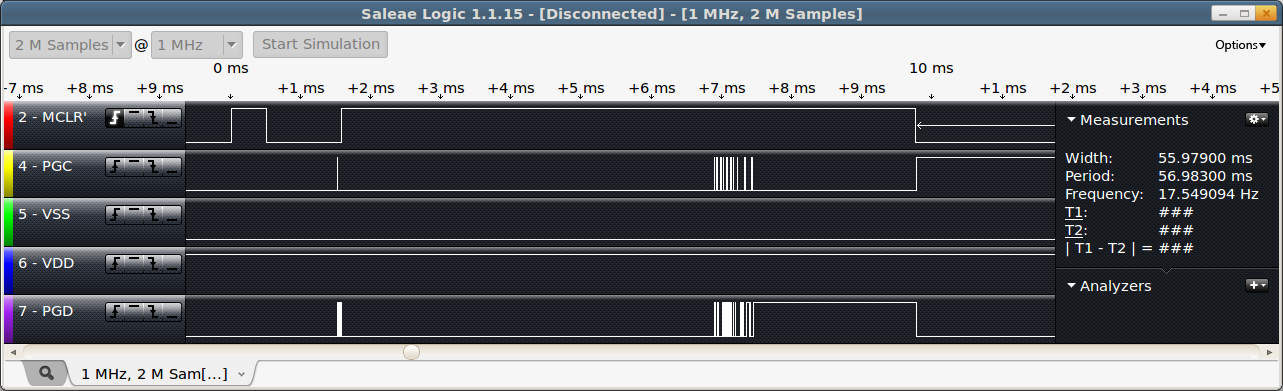 Saleae Logic 1.1.15 - [Disconnected] - [1 MHz, 2 M Samples]
2 M Samples @ 1 MHz Start Simulation Options
0 ms 10 ms
-7 ms +8 ms +9 ms +1 ms +2 ms +3 ms +4 ms +5 ms +6 ms +7 ms +8 ms +9 ms +1 ms +2 ms +3 ms +4 ms +5
2 - MCLR'
4 - PGC
5 - VSS
6 - VDD
7 - PGD
Measurements
Width: 55.97900 ms
Period: 56.98300 ms
Frequency: 17.549094 Hz
T1: ###
T2: ###
| T1 - T2 | = ###
Analyzers
1 MHz, 2 M Sam[...]